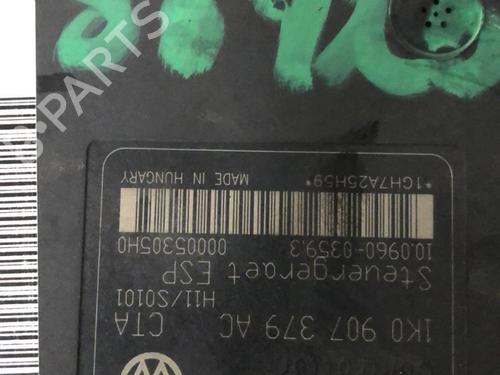 1K0 907 379 AC CTA
H11/S0101
Steuergeraet ESP
10.0960-0359.3 00005305H0
*1GH7A25H59* MADE IN HUNGARY
B-PARTS